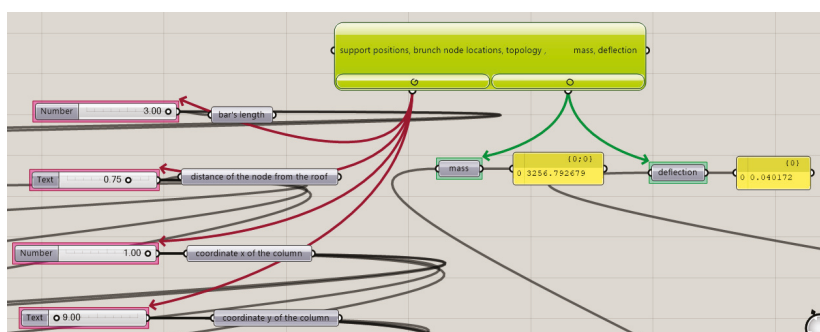 support positions, brunch node locations, topology , mass, deflection
G
O
Number 3.00
bar's length
{0;0}
mass
0 3256.792679
deflection
{0}
0 0.040172
Text 0.75
distance of the node from the roof
Number 1.00
coordinate x of the column
Text 9.00
coordinate y of the column